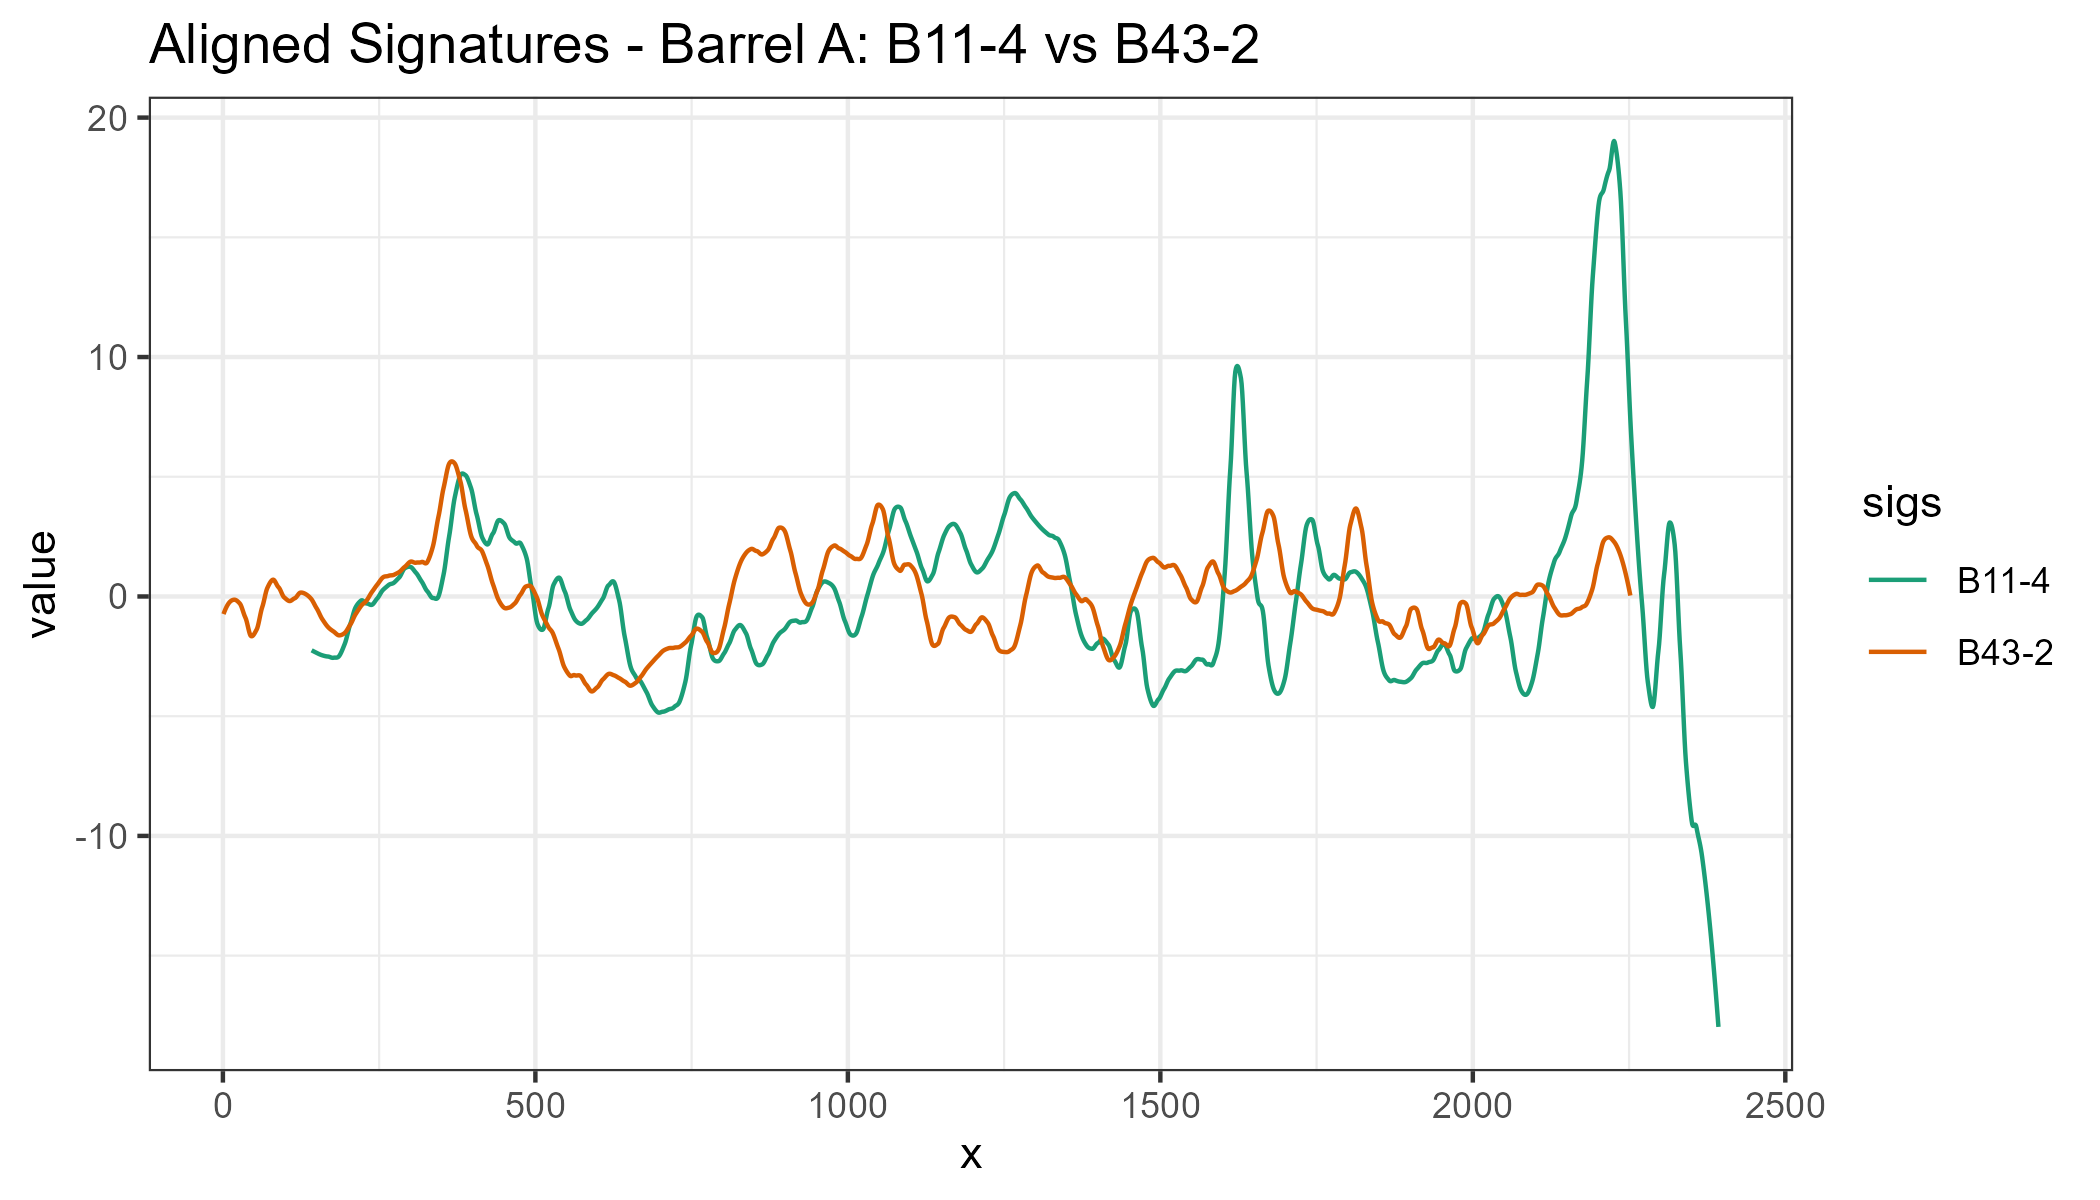 Aligned Signatures - Barrel A: B11-4 vs B43-2
20
10
0
-10
value
0 500 1000 1500 2000 2500
x
sigs
B11-4
B43-2